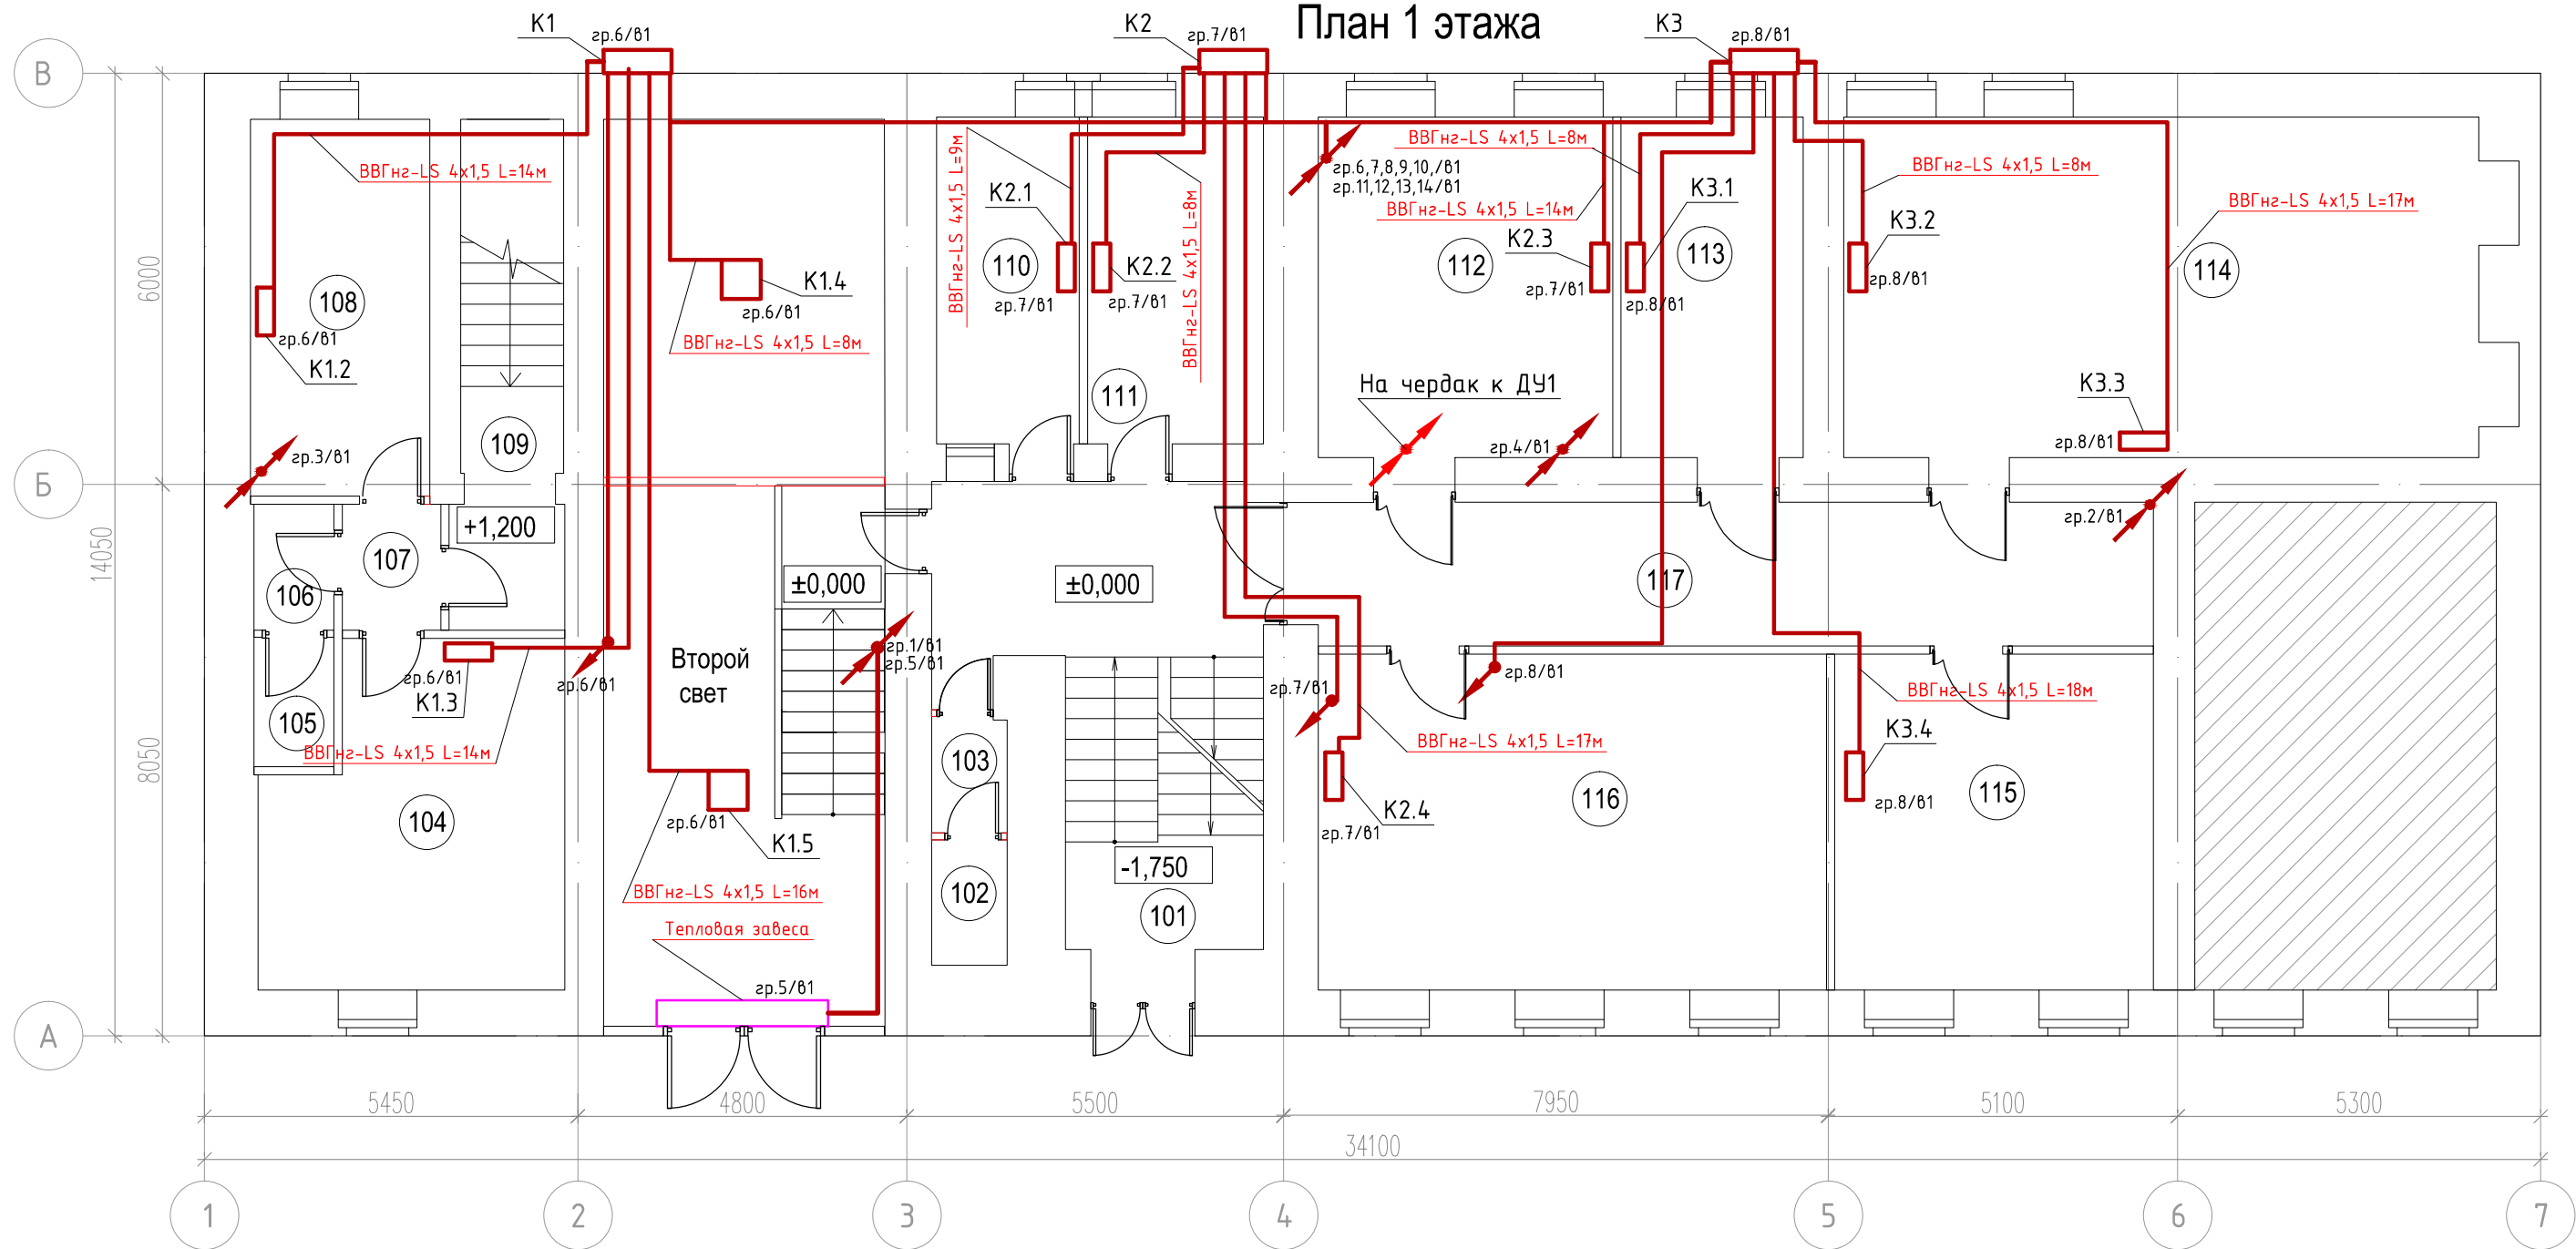 План 1 этажа
К1
гр.6/в1
К2
гр.7/в1
К3
гр.8/в1
В
Б
А
6000
14050
8050
ВВГнг-LS 4х1,5 L=14м
ВВГнг-LS 4х1,5 L=9м
ВВГнг-LS 4х1,5 L=8м
гр.6,7,8,9,10,/в1
гр.11,12,13,14/в1
ВВГнг-LS 4х1,5 L=8м
ВВГнг-LS 4х1,5 L=14м
ВВГнг-LS 4х1,5 L=8м
ВВГнг-LS 4х1,5 L=17м
К2.1
К3.1
К3.2
К2.3
К2.2
К1.4
108
110
112
113
114
гр.6/в1
гр.7/в1
гр.7/в1
гр.7/в1
гр.8/в1
гр.8/в1
гр.6/в1
К1.2
ВВГнг-LS 4х1,5 L=8м
111
На чердак к ДУ1
К3.3
109
гр.3/в1
гр.4/в1
гр.8/в1
гр.2/в1
+1,200
107
106
±0,000
±0,000
117
Второй
свет
гр.1/в1
гр.5/в1
гр.6/в1
К1.3
гр.6/в1
гр.7/в1
гр.8/в1
ВВГнг-LS 4х1,5 L=18м
105
ВВГнг-LS 4х1,5 L=14м
ВВГнг-LS 4х1,5 L=17м
К3.4
103
104
гр.6/в1
К1.5
К2.4
гр.7/в1
116
гр.8/в1
115
-1,750
102
101
ВВГнг-LS 4х1,5 L=16м
Тепловая завеса
гр.5/в1
5450
4800
5500
7950
5100
5300
34100
1
2
3
4
5
6
7